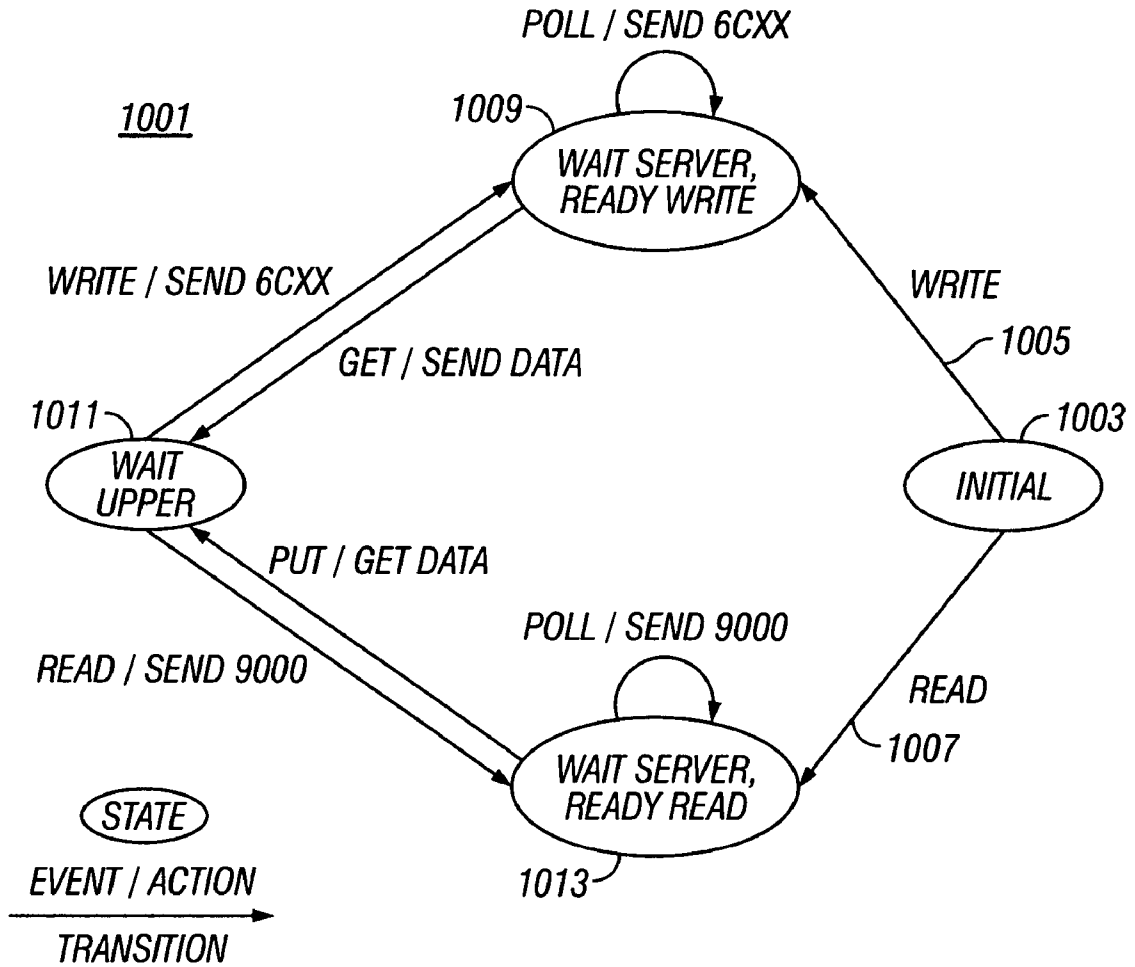 POLL / SEND 6CXX
1001
1009
WAIT SERVER,
READY WRITE
WRITE / SEND 6CXX
WRITE
1005
GET / SEND DATA
1011
1003
WAIT
UPPER
INITIAL
PUT / GET DATA
POLL / SEND 9000
READ / SEND 9000
READ
1007
WAIT SERVER,
READY READ
STATE
1013
EVENT / ACTION
TRANSITION